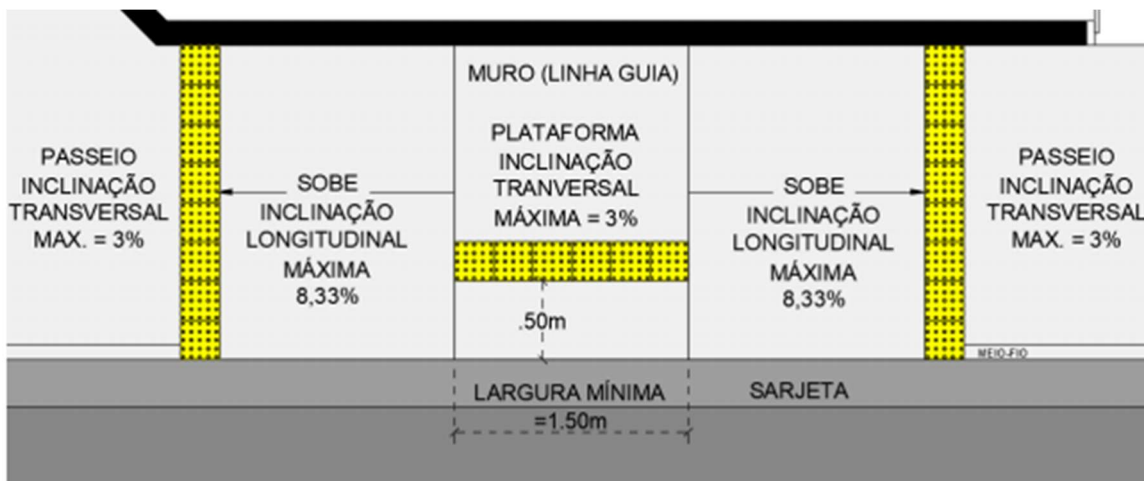 MURO (LINHA GUIA)
PLATAFORMA
INCLINAÇÃO
TRANVERSAL
MÁXIMA = 3%
PASSEIO
INCLINAÇÃO
TRANSVERSAL
MAX. = 3%
SOBE
INCLINAÇÃO
LONGITUDINAL
MÁXIMA
8,33%
SOBE
INCLINAÇÃO
LONGITUDINAL
MÁXIMA
8,33%
PASSEIO
INCLINAÇÃO
TRANSVERSAL
MAX. = 3%
.50m
MEIO-FIO
LARGURA MÍNIMA
=1.50m
SARJETA